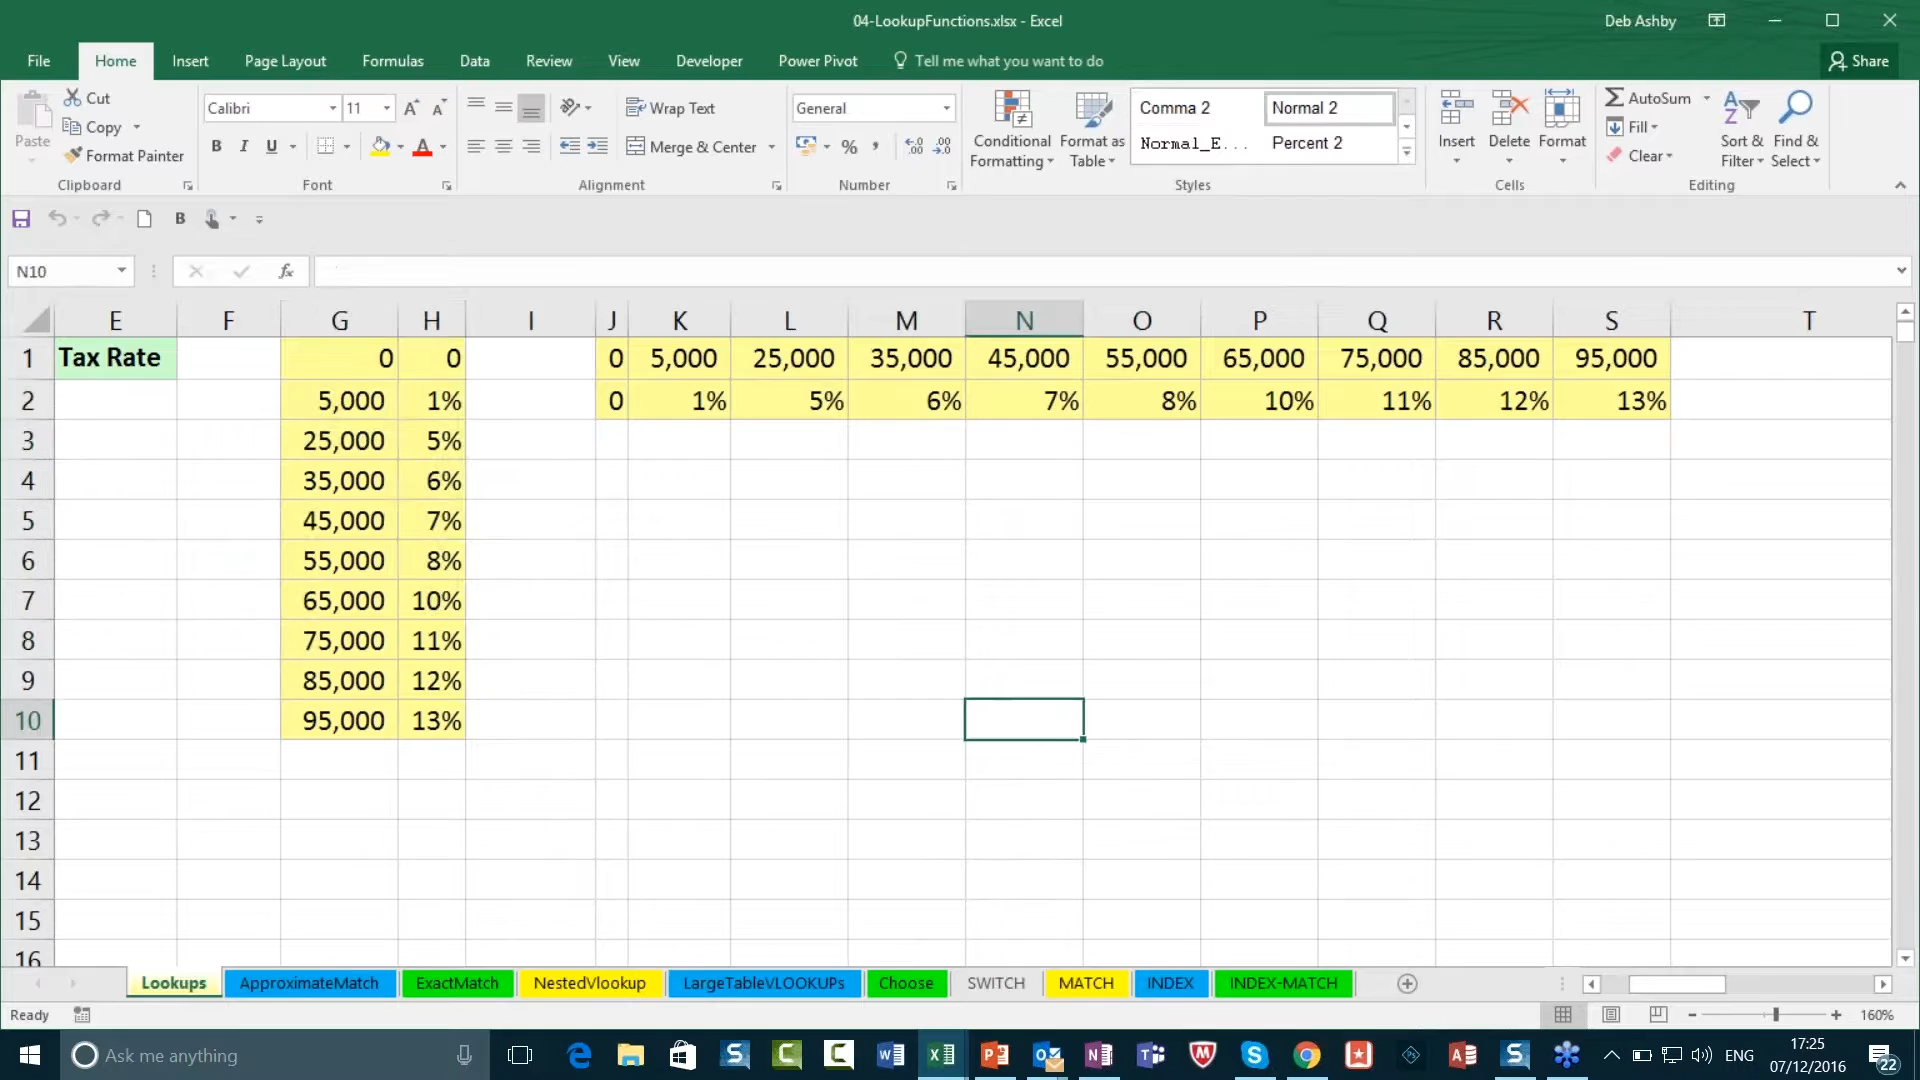 04-LookupFunctions.xlsx - Excel
Deb Ashby
File Home Insert Page Layout Formulas Data Review View Developer Power Pivot Tell me what you want to do Share
Paste
Cut
Copy
Format Painter
Clipboard
Calibri 11
B I U
Font
Wrap Text
Merge & Center
Alignment
General
Number
Conditional Formatting
Format as Table
Comma 2 Normal 2
Normal_E... Percent 2
Styles
Insert Delete Format
Cells
AutoSum
Fill
Clear
Sort & Filter
Find & Select
Editing
B
N10 fx
E F G H I J K L M N O P Q R S T
1 Tax Rate 0 0 0 5,000 25,000 35,000 45,000 55,000 65,000 75,000 85,000 95,000
2 5,000 1% 0 1% 5% 6% 7% 8% 10% 11% 12% 13%
3 25,000 5%
4 35,000 6%
5 45,000 7%
6 55,000 8%
7 65,000 10%
8 75,000 11%
9 85,000 12%
10 95,000 13%
11
12
13
14
15
16
Lookups ApproximateMatch ExactMatch NestedVlookup LargeTableVLOOKUPs Choose SWITCH MATCH INDEX INDEX-MATCH
Ready 160%
Ask me anything
ENG
17:25
07/12/2016
22